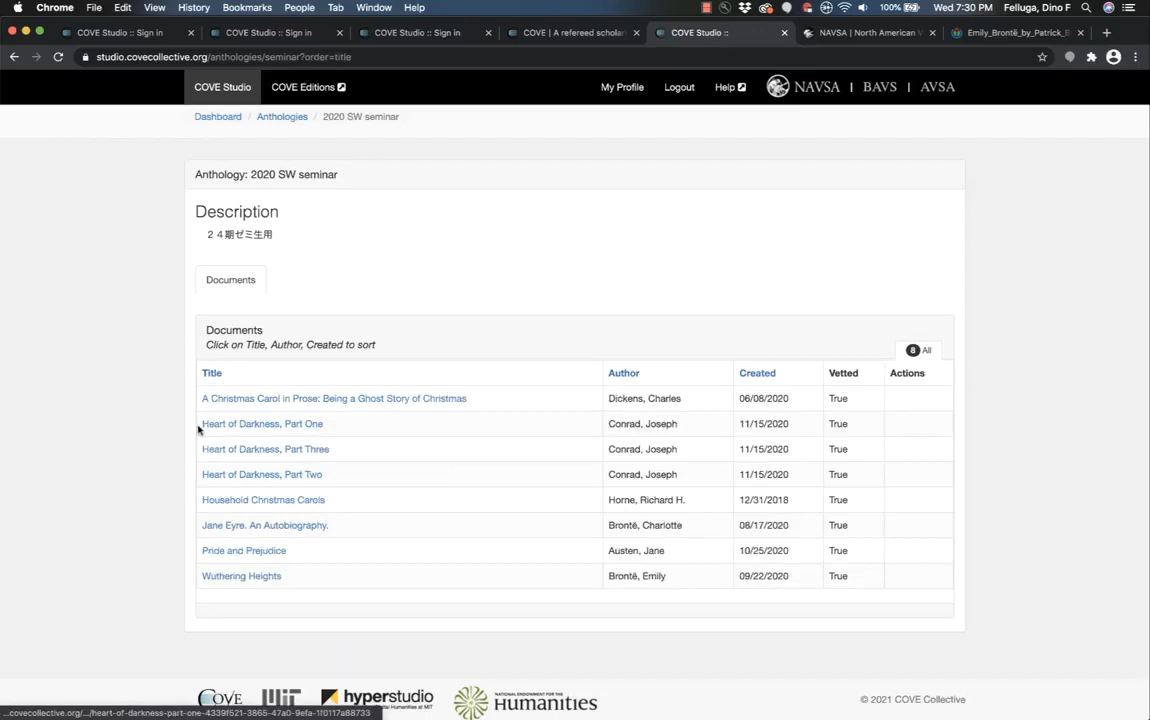 Chrome File Edit View History Bookmarks People Tab Window Help 100% Wed 7:30 PM Felluga, Dino F
COVE Studio :: Sign in COVE Studio :: Sign in COVE Studio :: Sign in COVE | A refereed scholar COVE Studio :: NAVSA | North American V Emily_Brontë_by_Patrick_B
studio.covecollective.org/anthologies/seminar?order=title
COVE Studio COVE Editions My Profile Logout Help NAVSA | BAVS | AVSA
Dashboard / Anthologies / 2020 SW seminar
Anthology: 2020 SW seminar
Description
２４期ゼミ生用
Documents
Documents
Click on Title, Author, Created to sort
8 All
Title Author Created Vetted Actions
A Christmas Carol in Prose: Being a Ghost Story of Christmas Dickens, Charles 06/08/2020 True
Heart of Darkness, Part One Conrad, Joseph 11/15/2020 True
Heart of Darkness, Part Three Conrad, Joseph 11/15/2020 True
Heart of Darkness, Part Two Conrad, Joseph 11/15/2020 True
Household Christmas Carols Horne, Richard H. 12/31/2018 True
Jane Eyre. An Autobiography. Brontë, Charlotte 08/17/2020 True
Pride and Prejudice Austen, Jane 10/25/2020 True
Wuthering Heights Brontë, Emily 09/22/2020 True
COVE MIT hyperstudio NATIONAL ENDOWMENT FOR THE Humanities © 2021 COVE Collective
...covecollective.org/.../heart-of-darkness-part-one-4339f521-3865-47a0-9efa-1f0117a88733